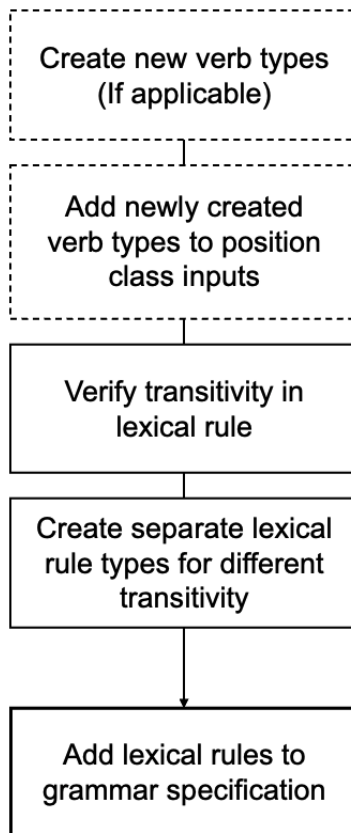 Create new verb types
(If applicable)
Add newly created
verb types to position
class inputs
Verify transitivity in
lexical rule
Create separate lexical
rule types for different
transitivity
Add lexical rules to
grammar specification